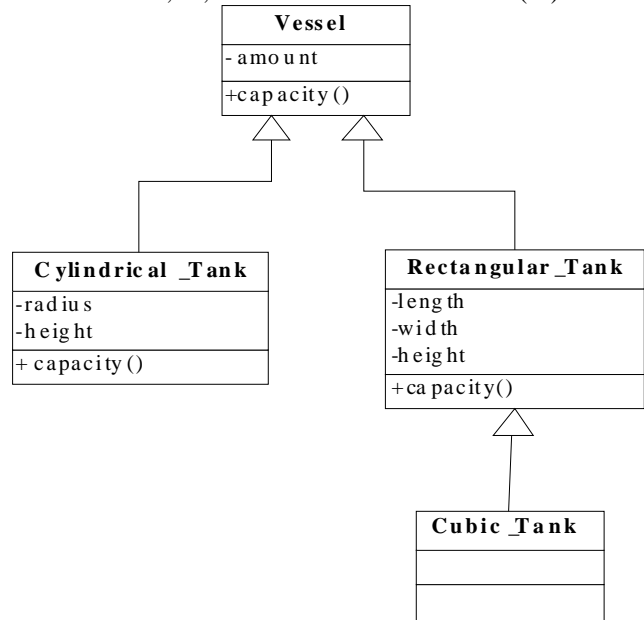 Vessel
- amount
+capacity()
Cylindrical _Tank
-radius
-height
+ capacity()
Rectangular_Tank
-length
-width
-height
+capacity()
Cubic_Tank